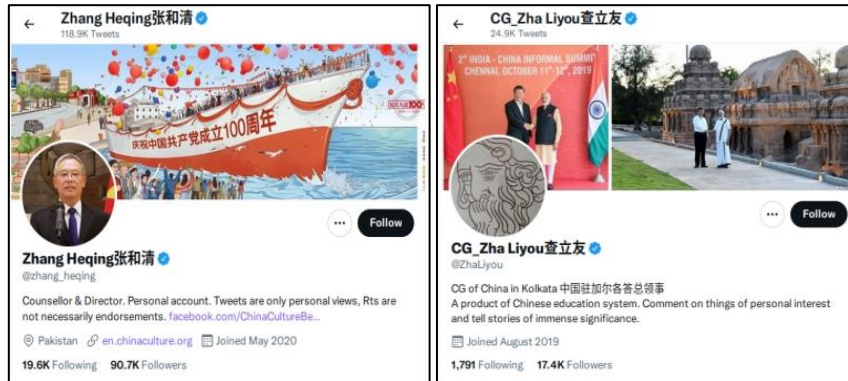 Zhang Heqing张和清
118.9K Tweets
庆祝中国共产党成立100周年
Follow
Zhang Heqing张和清
@zhang_heqing
Counsellor & Director. Personal account. Tweets are only personal views, Rts are
not necessarily endorsements. facebook.com/ChinaCultureBe...
Pakistan en.chinaculture.org Joined May 2020
19.6K Following 90.7K Followers
CG_Zha Liyou查立友
24.9K Tweets
2nd INDIA - CHINA INFORMAL SUMMIT
CHENNAI, OCTOBER 11th-12th, 2019
Follow
CG_Zha Liyou查立友
@ZhaLiyou
CG of China in Kolkata 中国驻加尔各答总领事
A product of Chinese education system. Comment on things of personal interest
and tell stories of immense significance.
Joined August 2019
1,791 Following 17.4K Followers